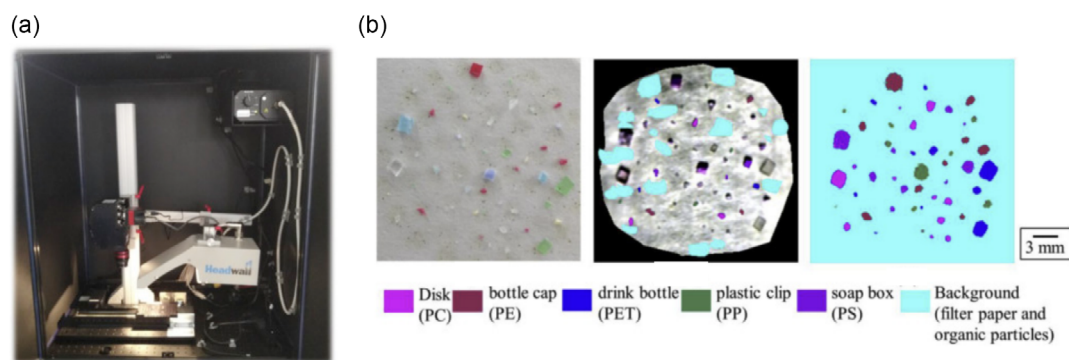 (a)
(b)
Headwall
3 mm
Disk
(PC)
bottle cap
(PE)
drink bottle
(PET)
plastic clip
(PP)
soap box
(PS)
Background
(filter paper and
organic particles)